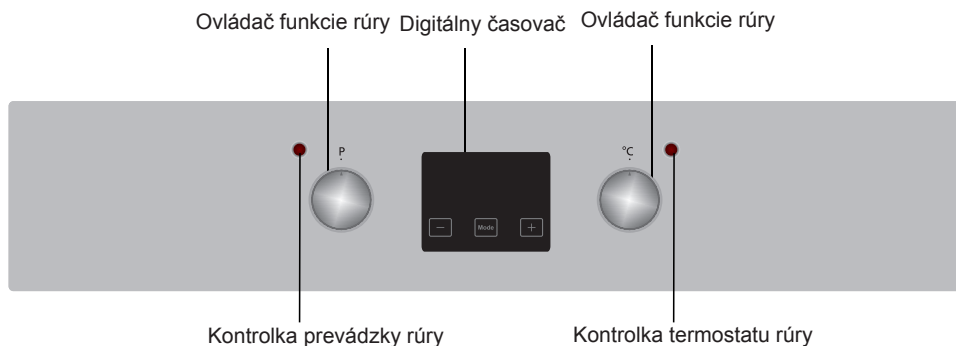 Ovládač funkcie rúry
Digitálny časovač
Ovládač funkcie rúry
P
°C
Mode
Kontrolka prevádzky rúry
Kontrolka termostatu rúry